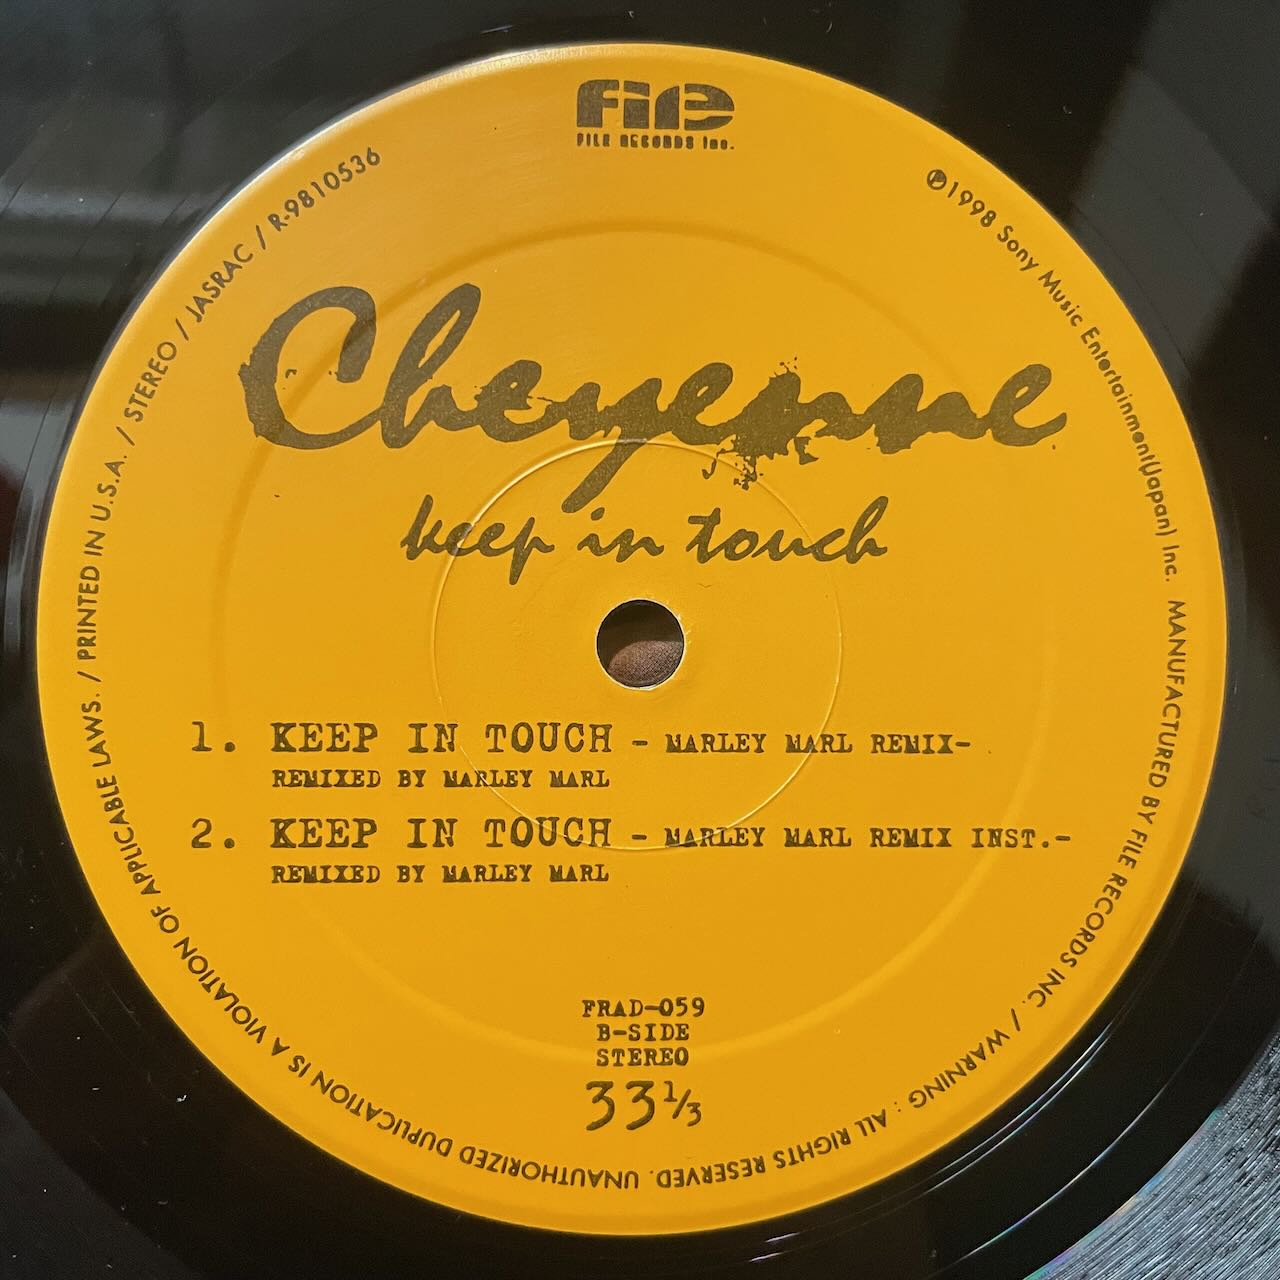 File
FILE RECORDS Inc.
Cheyenne
keep in touch
1. KEEP IN TOUCH - MARLEY MARL REMIX-
REMIXED BY MARLEY MARL
2. KEEP IN TOUCH - MARLEY MARL REMIX INST.-
REMIXED BY MARLEY MARL
FRAD-059
B-SIDE
STEREO
33 1/3
℗1998 Sony Music Entertainment(Japan) Inc. MANUFACTURED BY FILE RECORDS INC. / WARNING : ALL RIGHTS RESERVED. UNAUTHORIZED DUPLICATION IS A VIOLATION OF APPLICABLE LAWS. / PRINTED IN U.S.A. / STEREO / JASRAC / R-9810536